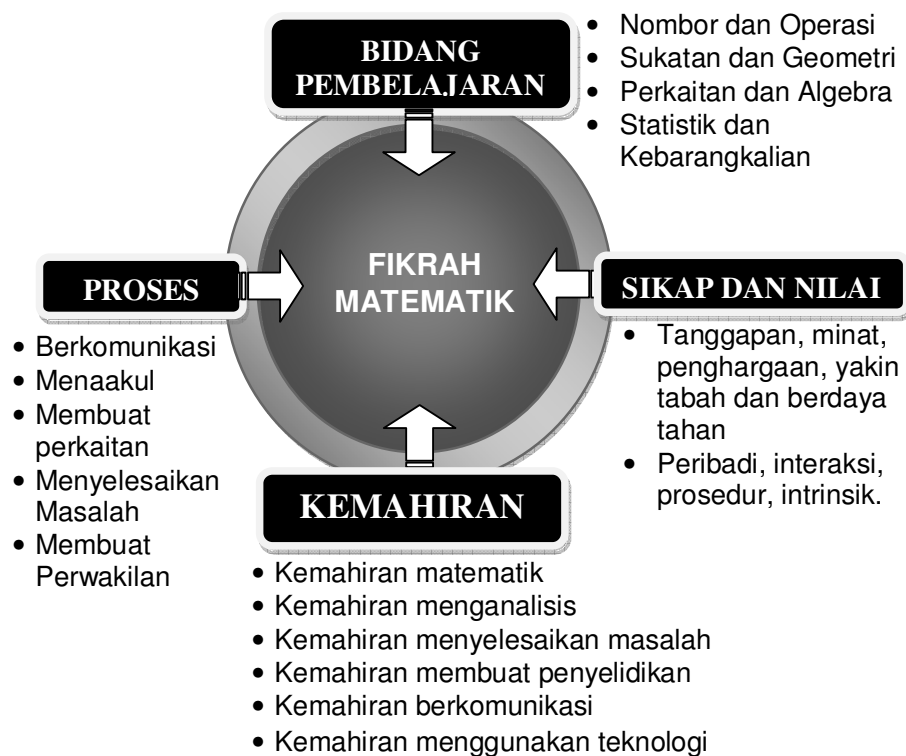 BIDANG
PEMBELAJARAN
• Nombor dan Operasi
• Sukatan dan Geometri
• Perkaitan dan Algebra
• Statistik dan
Kebarangkalian
FIKRAH
MATEMATIK
PROSES
• Berkomunikasi
• Menaakul
• Membuat
perkaitan
• Menyelesaikan
Masalah
• Membuat
Perwakilan
SIKAP DAN NILAI
• Tanggapan, minat,
penghargaan, yakin
tabah dan berdaya
tahan
• Peribadi, interaksi,
prosedur, intrinsik.
KEMAHIRAN
• Kemahiran matematik
• Kemahiran menganalisis
• Kemahiran menyelesaikan masalah
• Kemahiran membuat penyelidikan
• Kemahiran berkomunikasi
• Kemahiran menggunakan teknologi